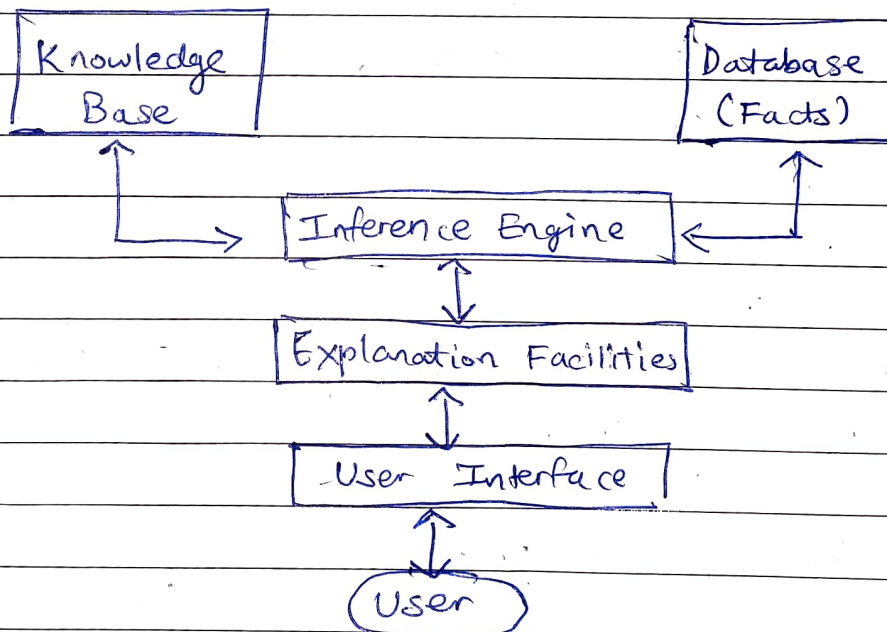 Knowledge
Base
Database
(Facts)
Inference Engine
Explanation Facilities
User Interface
User